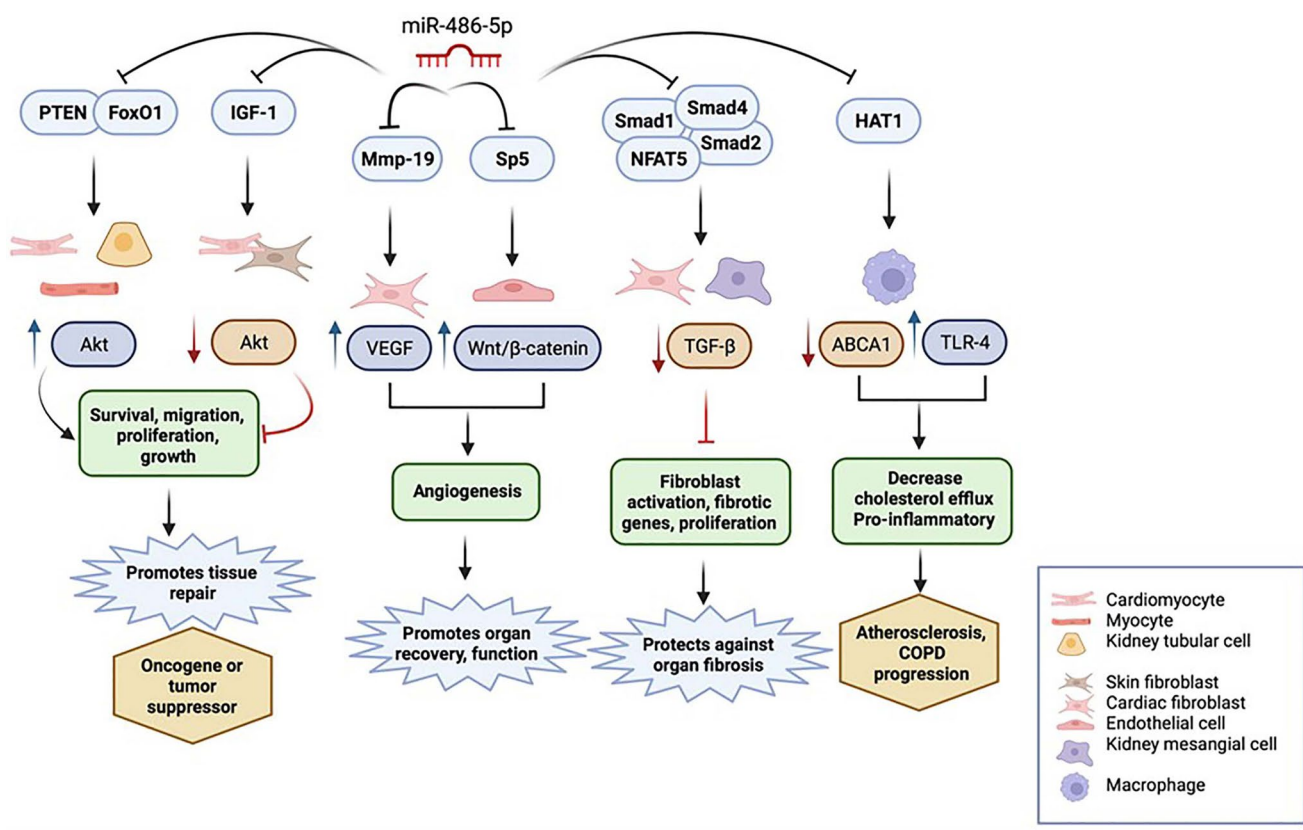 miR-486-5p
PTEN
FoxO1
IGF-1
Mmp-19
Sp5
Smad1
Smad4
NFAT5
Smad2
HAT1
Akt
Akt
VEGF
Wnt/β-catenin
TGF-β
ABCA1
TLR-4
Survival, migration,
proliferation,
growth
Angiogenesis
Fibroblast
activation, fibrotic
genes, proliferation
Decrease
cholesterol efflux
Pro-inflammatory
Promotes tissue
repair
Promotes organ
recovery, function
Protects against
organ fibrosis
Atherosclerosis,
COPD
progression
Oncogene or
tumor
suppressor
Cardiomyocyte
Myocyte
Kidney tubular cell
Skin fibroblast
Cardiac fibroblast
Endothelial cell
Kidney mesangial cell
Macrophage